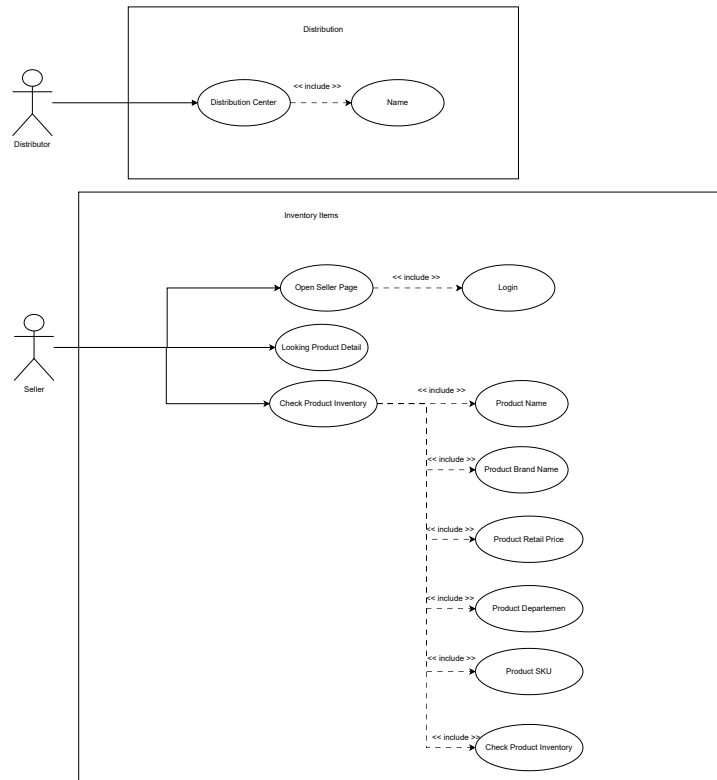 Distribution
Distribution Center
<< include >>
Name
Distributor
Inventory Items
Open Seller Page
<< include >>
Login
Looking Product Detail
Seller
Check Product Inventory
<< include >>
Product Name
<< include >>
Product Brand Name
<< include >>
Product Retail Price
<< include >>
Product Departemen
<< include >>
Product SKU
<< include >>
Check Product Inventory